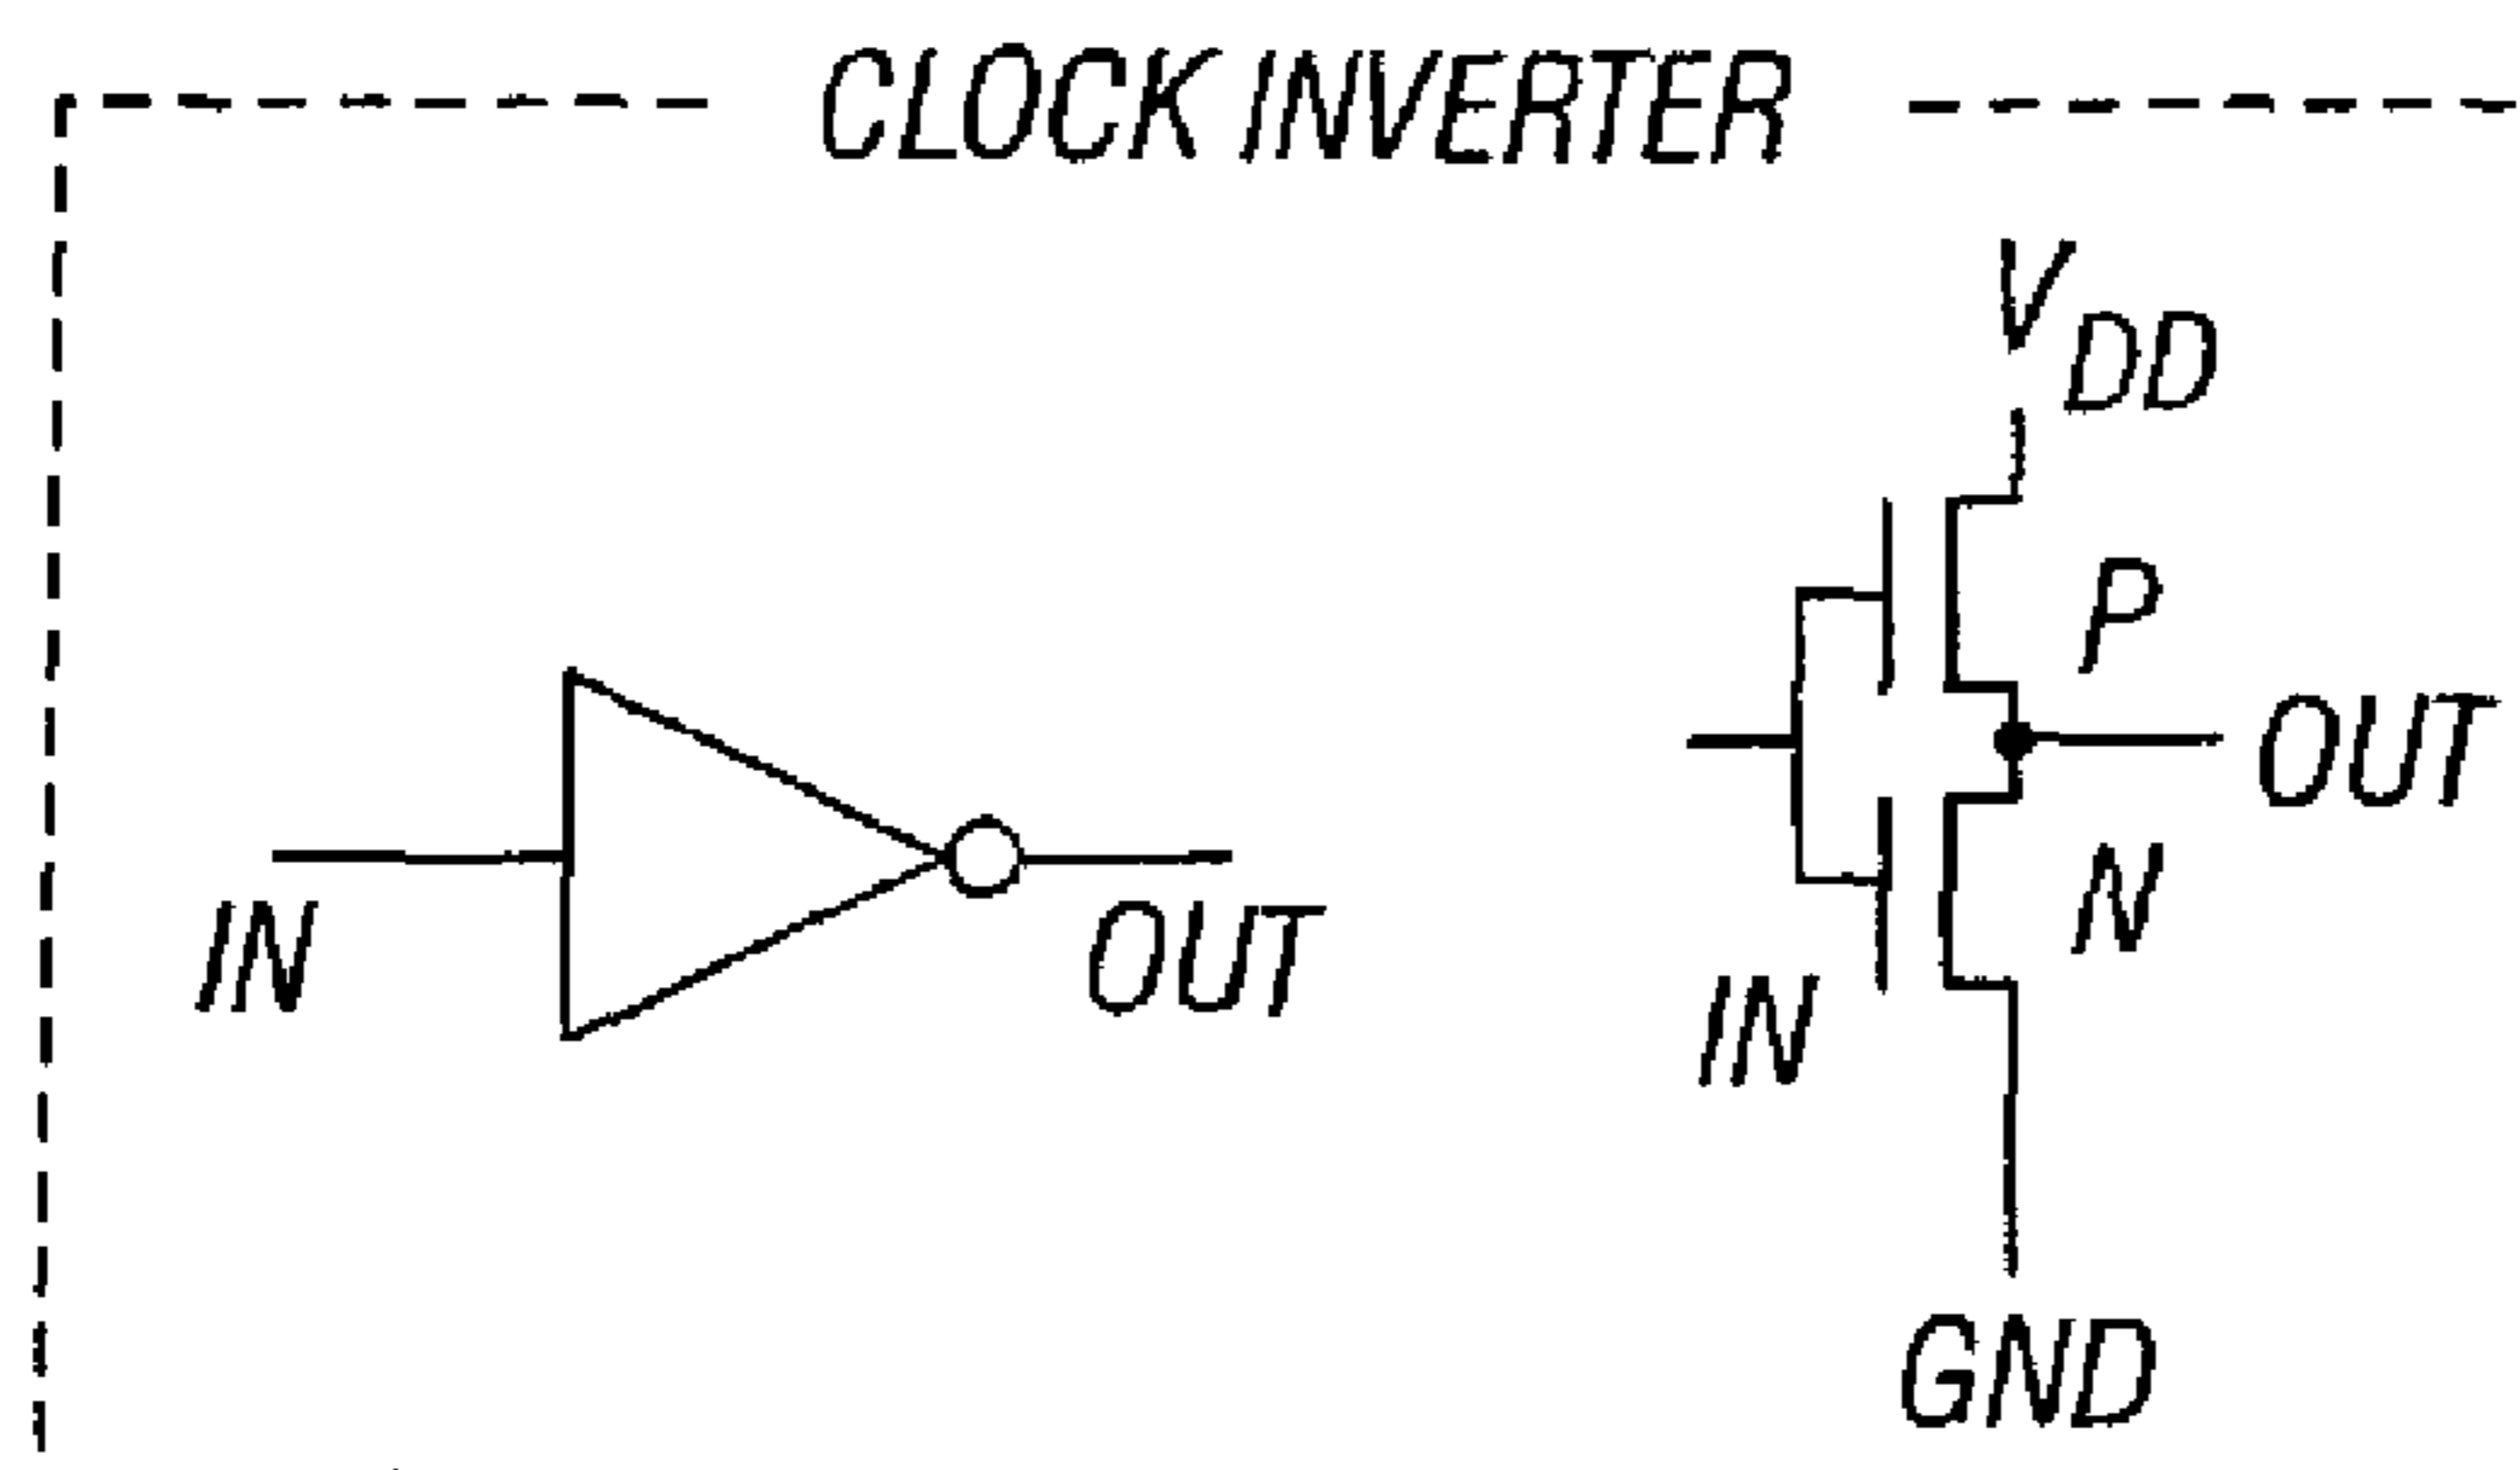 CLOCK INVERTER
V DD
P
OUT
N
IN
OUT
IN
GND